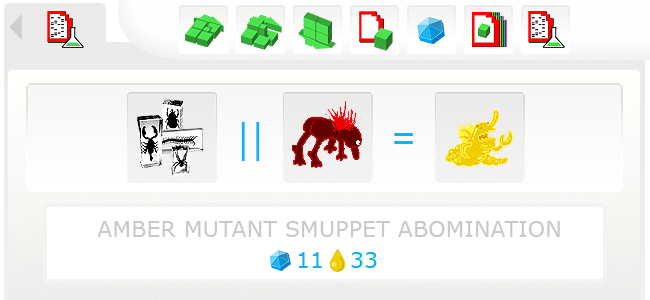 || =
AMBER MUTANT SMUPPET ABOMINATION
11 33